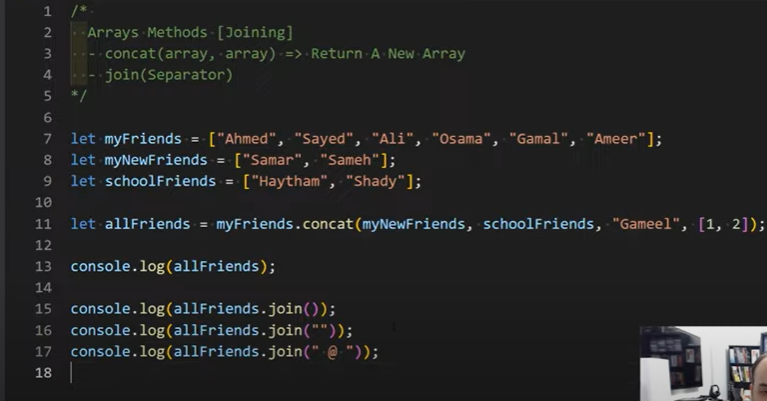 1 /*
2 Arrays Methods [Joining]
3 - concat(array, array) => Return A New Array
4 - join(Separator)
5 */
6
7 let myFriends = ["Ahmed", "Sayed", "Ali", "Osama", "Gamal", "Ameer"];
8 let myNewFriends = ["Samar", "Sameh"];
9 let schoolFriends = ["Haytham", "Shady"];
10
11 let allFriends = myFriends.concat(myNewFriends, schoolFriends, "Gameel", [1, 2]);
12
13 console.log(allFriends);
14
15 console.log(allFriends.join());
16 console.log(allFriends.join(""));
17 console.log(allFriends.join(" @ "));
18